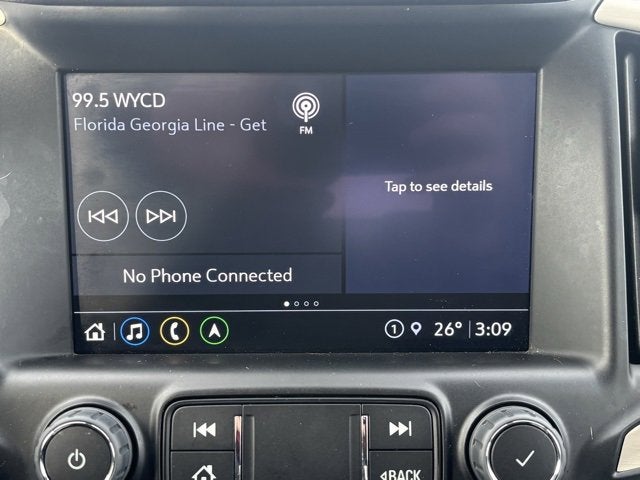 99.5 WYCD
Florida Georgia Line - Get
FM
Tap to see details
No Phone Connected
1 26° 3:09
BACK